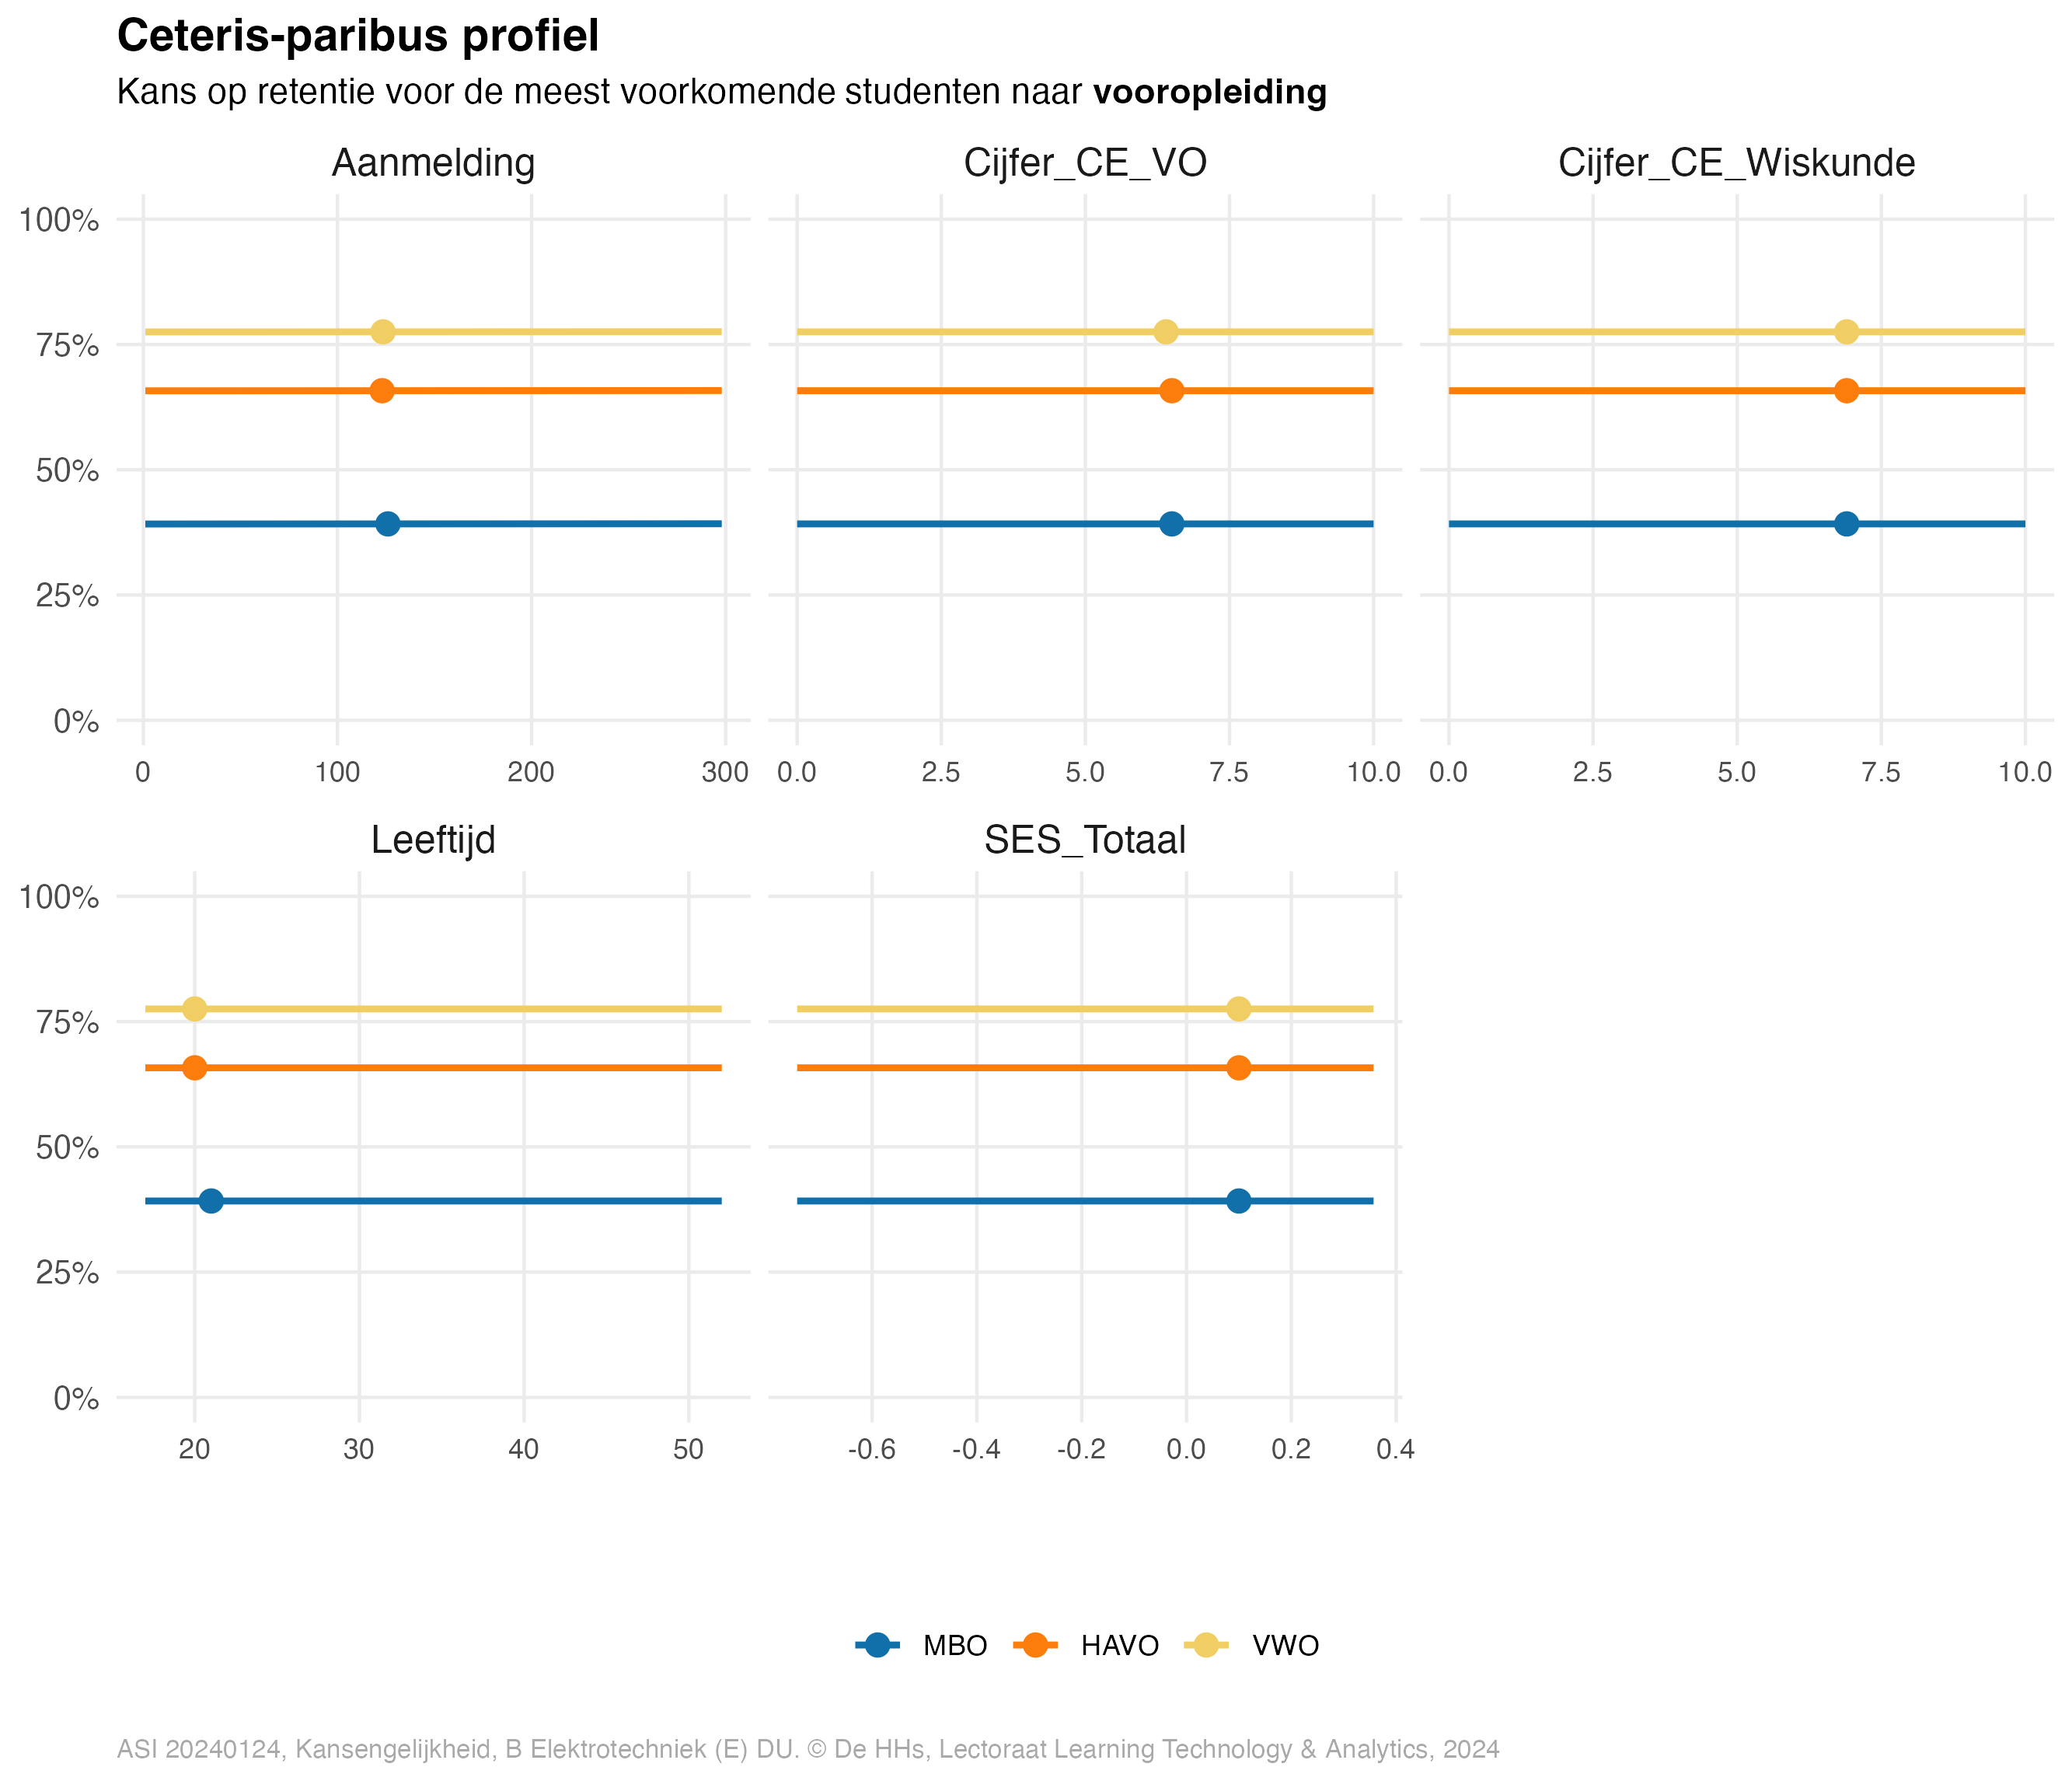 Ceteris-paribus profiel
Kans op retentie voor de meest voorkomende studenten naar vooropleiding
Aanmelding Cijfer_CE_VO Cijfer_CE_Wiskunde
100%
75%
50%
25%
0%
0 100 200 300 0.0 2.5 5.0 7.5 10.0 0.0 2.5 5.0 7.5 10.0
Leeftijd SES_Totaal
100%
75%
50%
25%
0%
20 30 40 50 -0.6 -0.4 -0.2 0.0 0.2 0.4
MBO HAVO VWO
ASI 20240124, Kansengelijkheid, B Elektrotechniek (E) DU. © De HHs, Lectoraat Learning Technology & Analytics, 2024